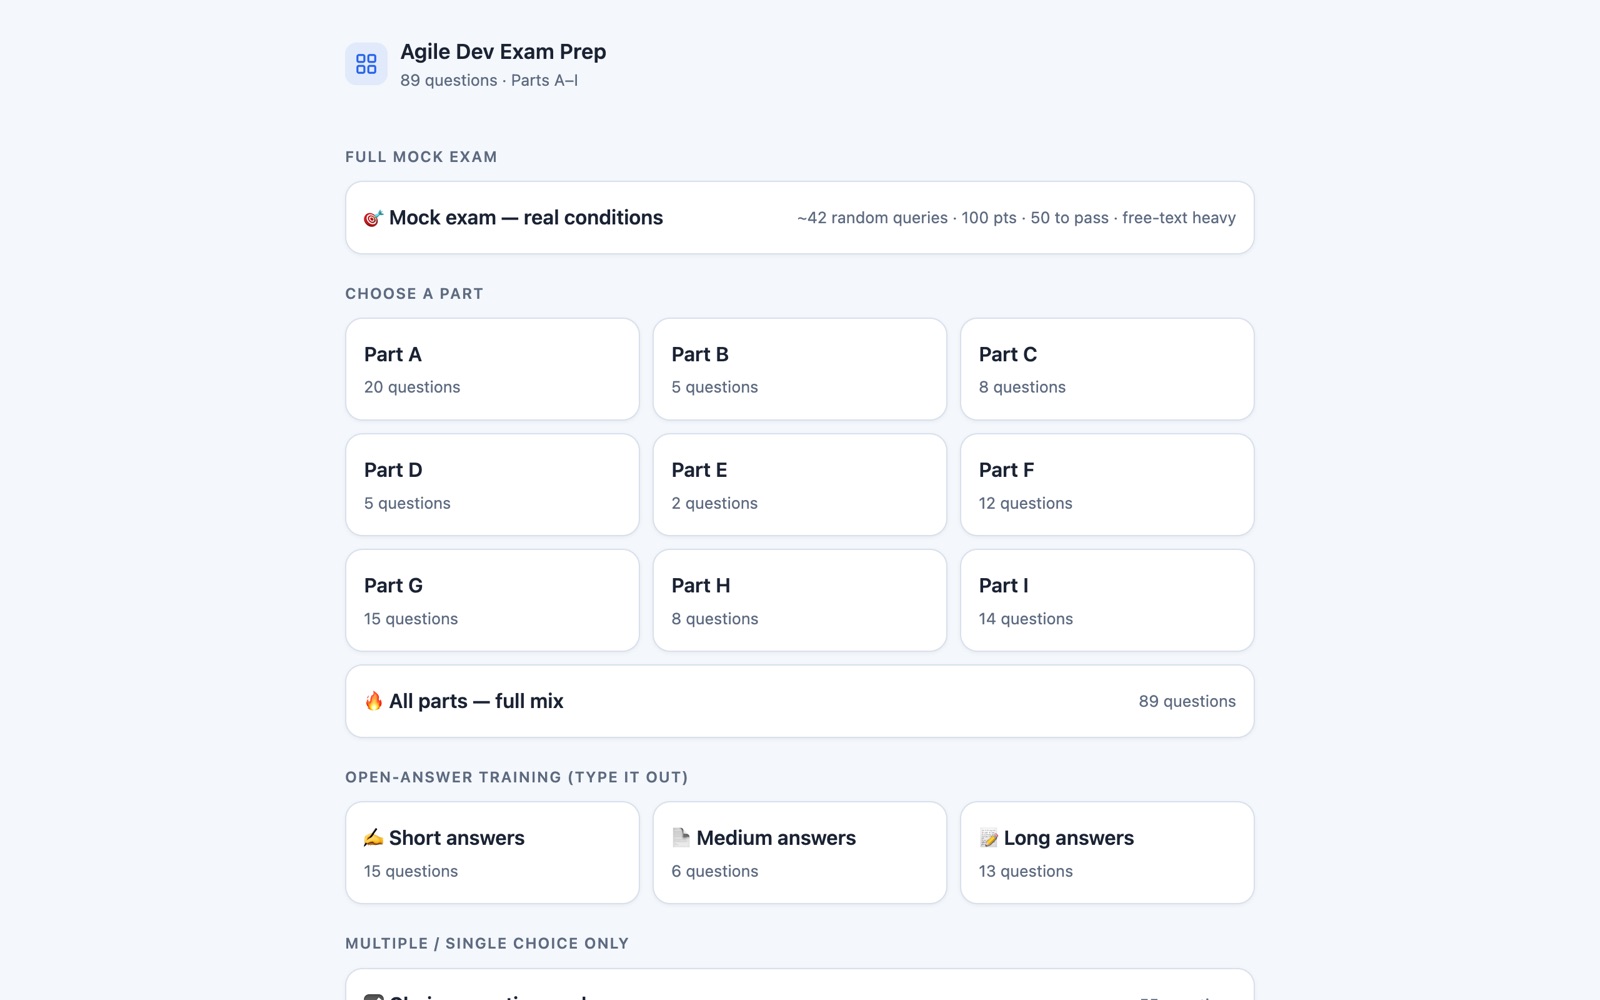 Agile Dev Exam Prep
89 questions · Parts A–I
FULL MOCK EXAM
🎯 Mock exam — real conditions
~42 random queries · 100 pts · 50 to pass · free-text heavy
CHOOSE A PART
Part A
20 questions
Part B
5 questions
Part C
8 questions
Part D
5 questions
Part E
2 questions
Part F
12 questions
Part G
15 questions
Part H
8 questions
Part I
14 questions
🔥 All parts — full mix
89 questions
OPEN-ANSWER TRAINING (TYPE IT OUT)
✍️ Short answers
15 questions
📄 Medium answers
6 questions
📝 Long answers
13 questions
MULTIPLE / SINGLE CHOICE ONLY